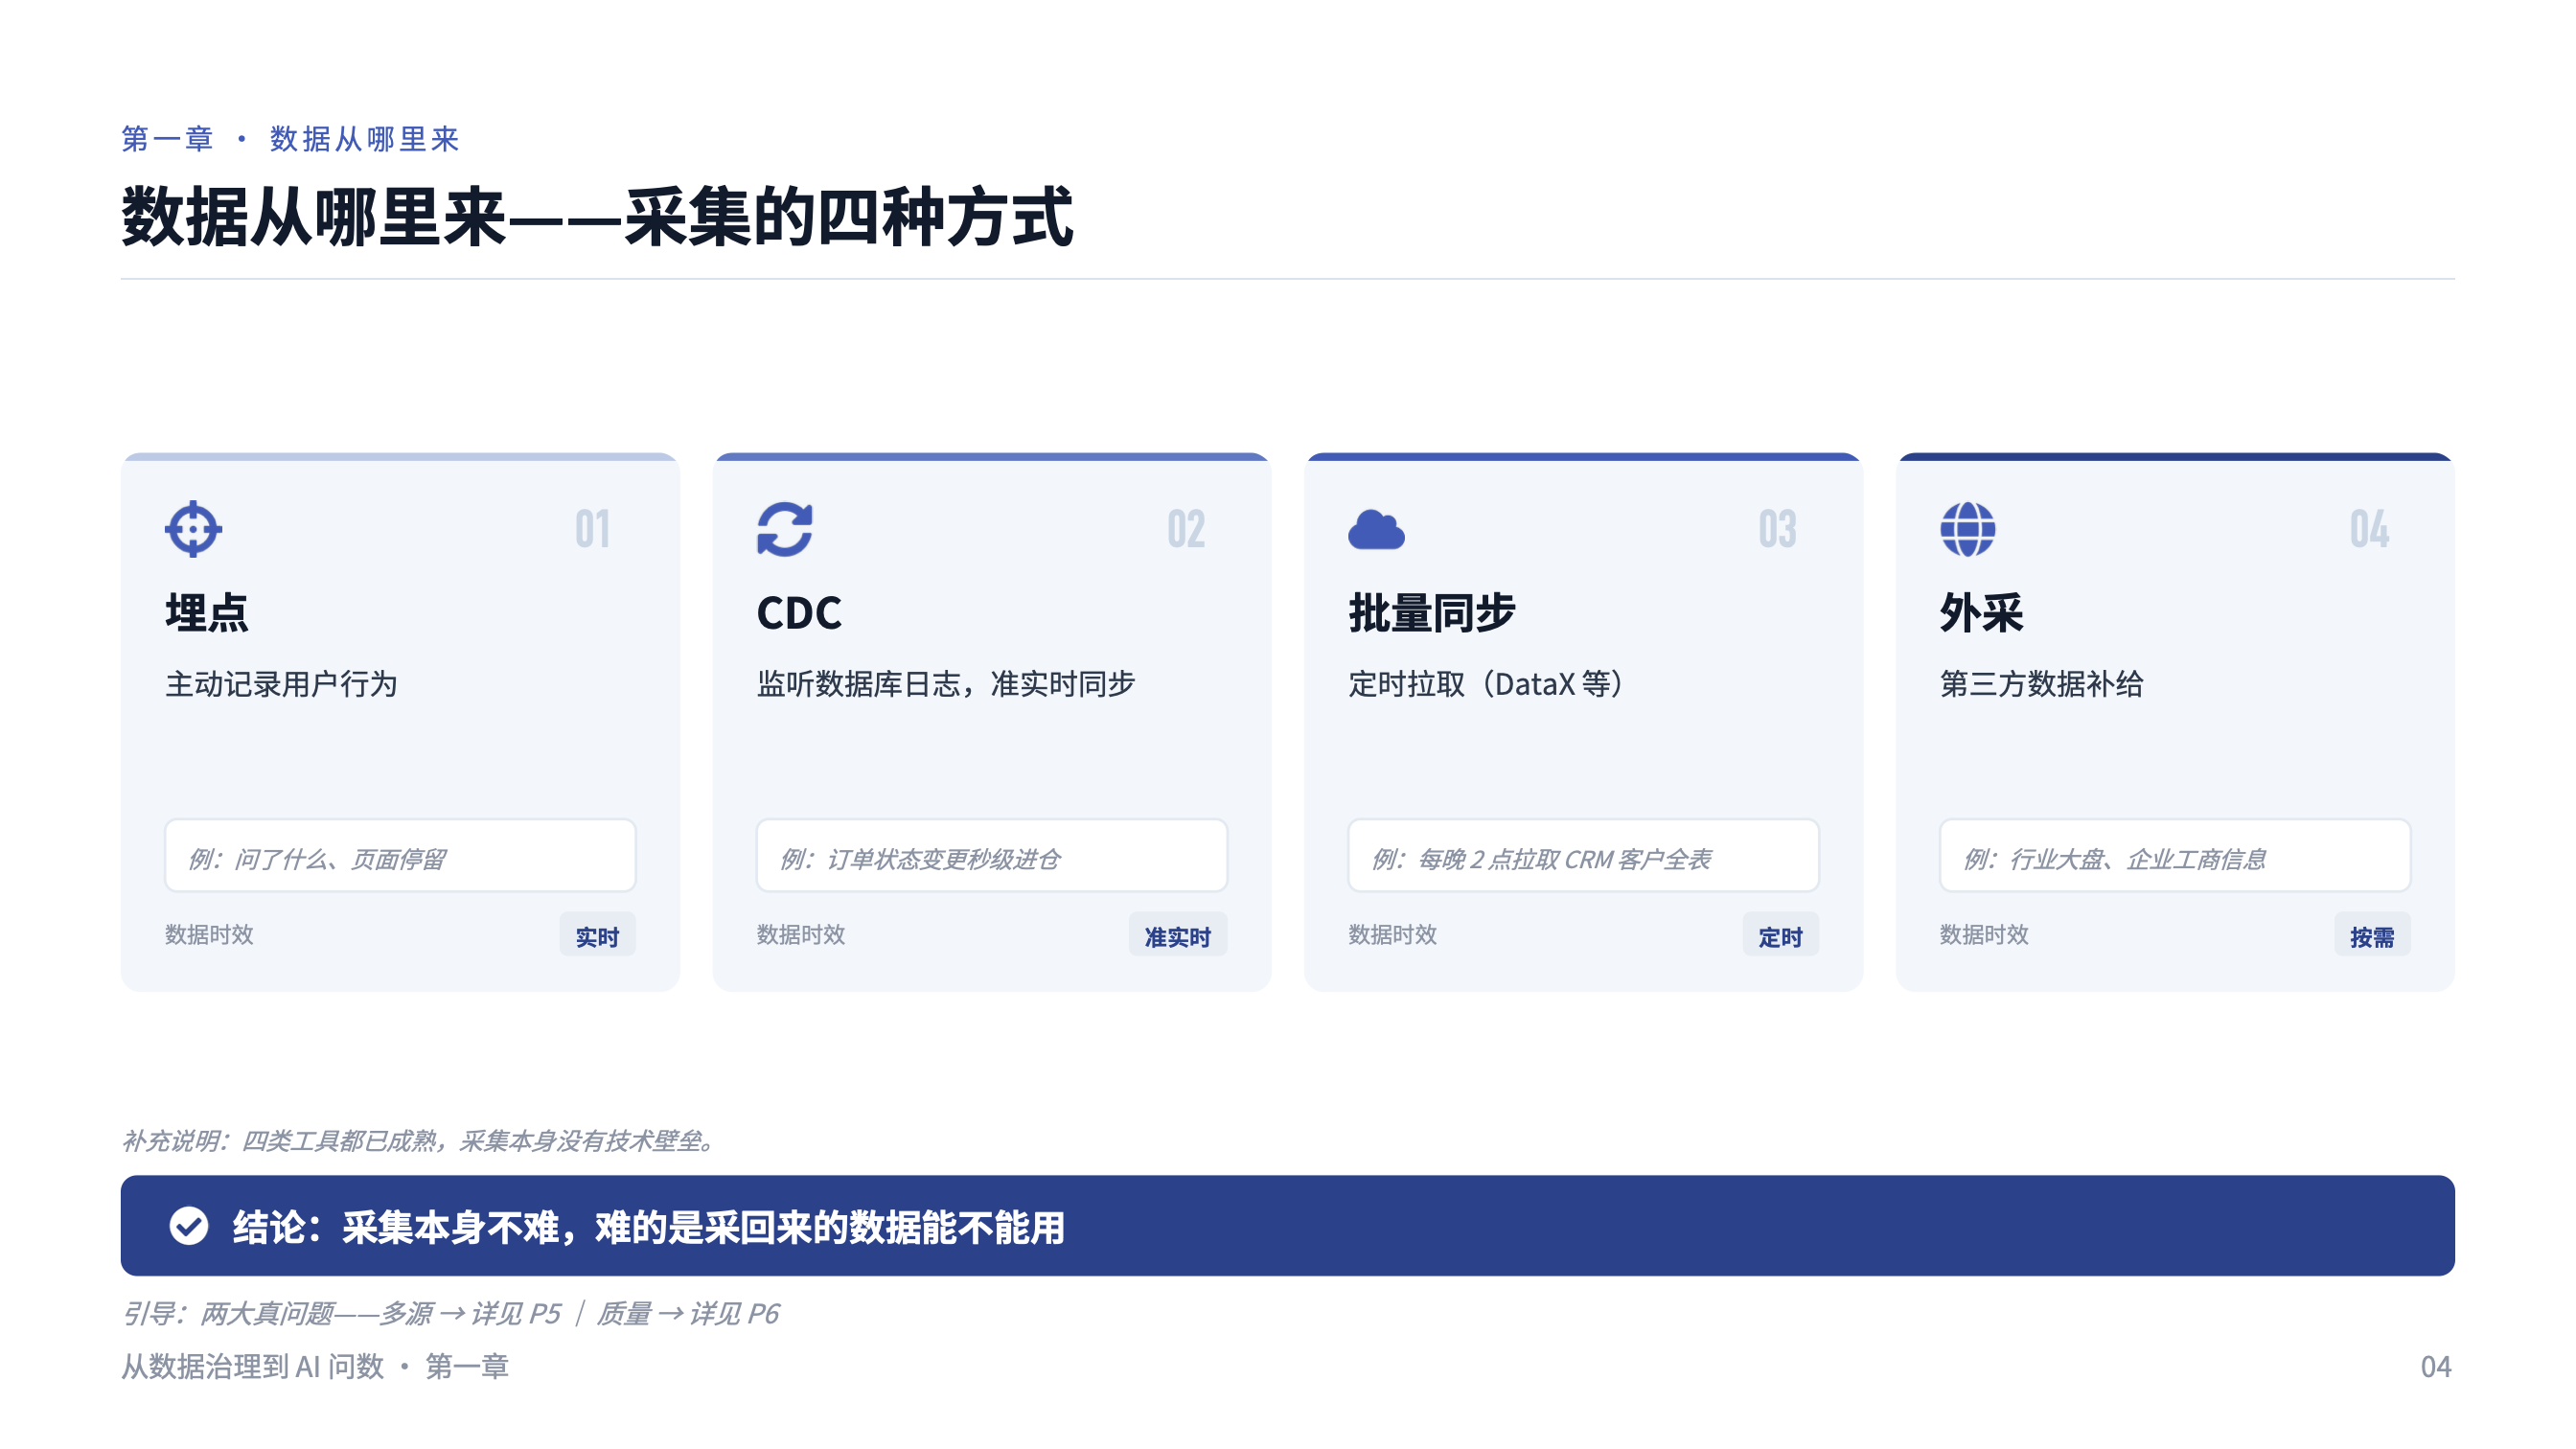 第一章 · 数据从哪里来
数据从哪里来——采集的四种方式
01
埋点
主动记录用户行为
例：问了什么、页面停留
数据时效 实时
02
CDC
监听数据库日志，准实时同步
例：订单状态变更秒级进仓
数据时效 准实时
03
批量同步
定时拉取（DataX 等）
例：每晚 2 点拉取 CRM 客户全表
数据时效 定时
04
外采
第三方数据补给
例：行业大盘、企业工商信息
数据时效 按需
补充说明：四类工具都已成熟，采集本身没有技术壁垒。
结论：采集本身不难，难的是采回来的数据能不能用
引导：两大真问题——多源 → 详见 P5 ｜ 质量 → 详见 P6
从数据治理到 AI 问数 · 第一章
04